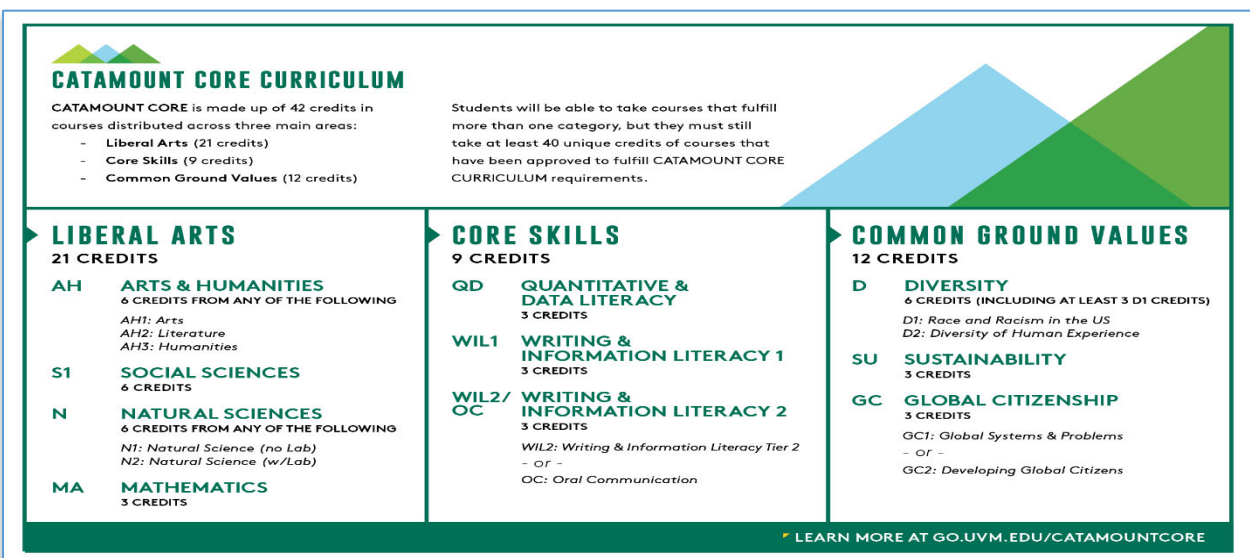 CATAMOUNT CORE CURRICULUM
CATAMOUNT CORE is made up of 42 credits in
courses distributed across three main areas:
- Liberal Arts (21 credits)
- Core Skills (9 credits)
- Common Ground Values (12 credits)
Students will be able to take courses that fulfill
more than one category, but they must still
take at least 40 unique credits of courses that
have been approved to fulfill CATAMOUNT CORE
CURRICULUM requirements.
LIBERAL ARTS
21 CREDITS
AH ARTS & HUMANITIES
6 CREDITS FROM ANY OF THE FOLLOWING
AH1: Arts
AH2: Literature
AH3: Humanities
S1 SOCIAL SCIENCES
6 CREDITS
N NATURAL SCIENCES
6 CREDITS FROM ANY OF THE FOLLOWING
N1: Natural Science (no Lab)
N2: Natural Science (w/Lab)
MA MATHEMATICS
3 CREDITS
CORE SKILLS
9 CREDITS
QD QUANTITATIVE &
DATA LITERACY
3 CREDITS
WIL1 WRITING &
INFORMATION LITERACY 1
3 CREDITS
WIL2/ WRITING &
OC INFORMATION LITERACY 2
3 CREDITS
WIL2: Writing & Information Literacy Tier 2
- or -
OC: Oral Communication
COMMON GROUND VALUES
12 CREDITS
D DIVERSITY
6 CREDITS (INCLUDING AT LEAST 3 D1 CREDITS)
D1: Race and Racism in the US
D2: Diversity of Human Experience
SU SUSTAINABILITY
3 CREDITS
GC GLOBAL CITIZENSHIP
3 CREDITS
GC1: Global Systems & Problems
- or -
GC2: Developing Global Citizens
LEARN MORE AT GO.UVM.EDU/CATAMOUNTCORE